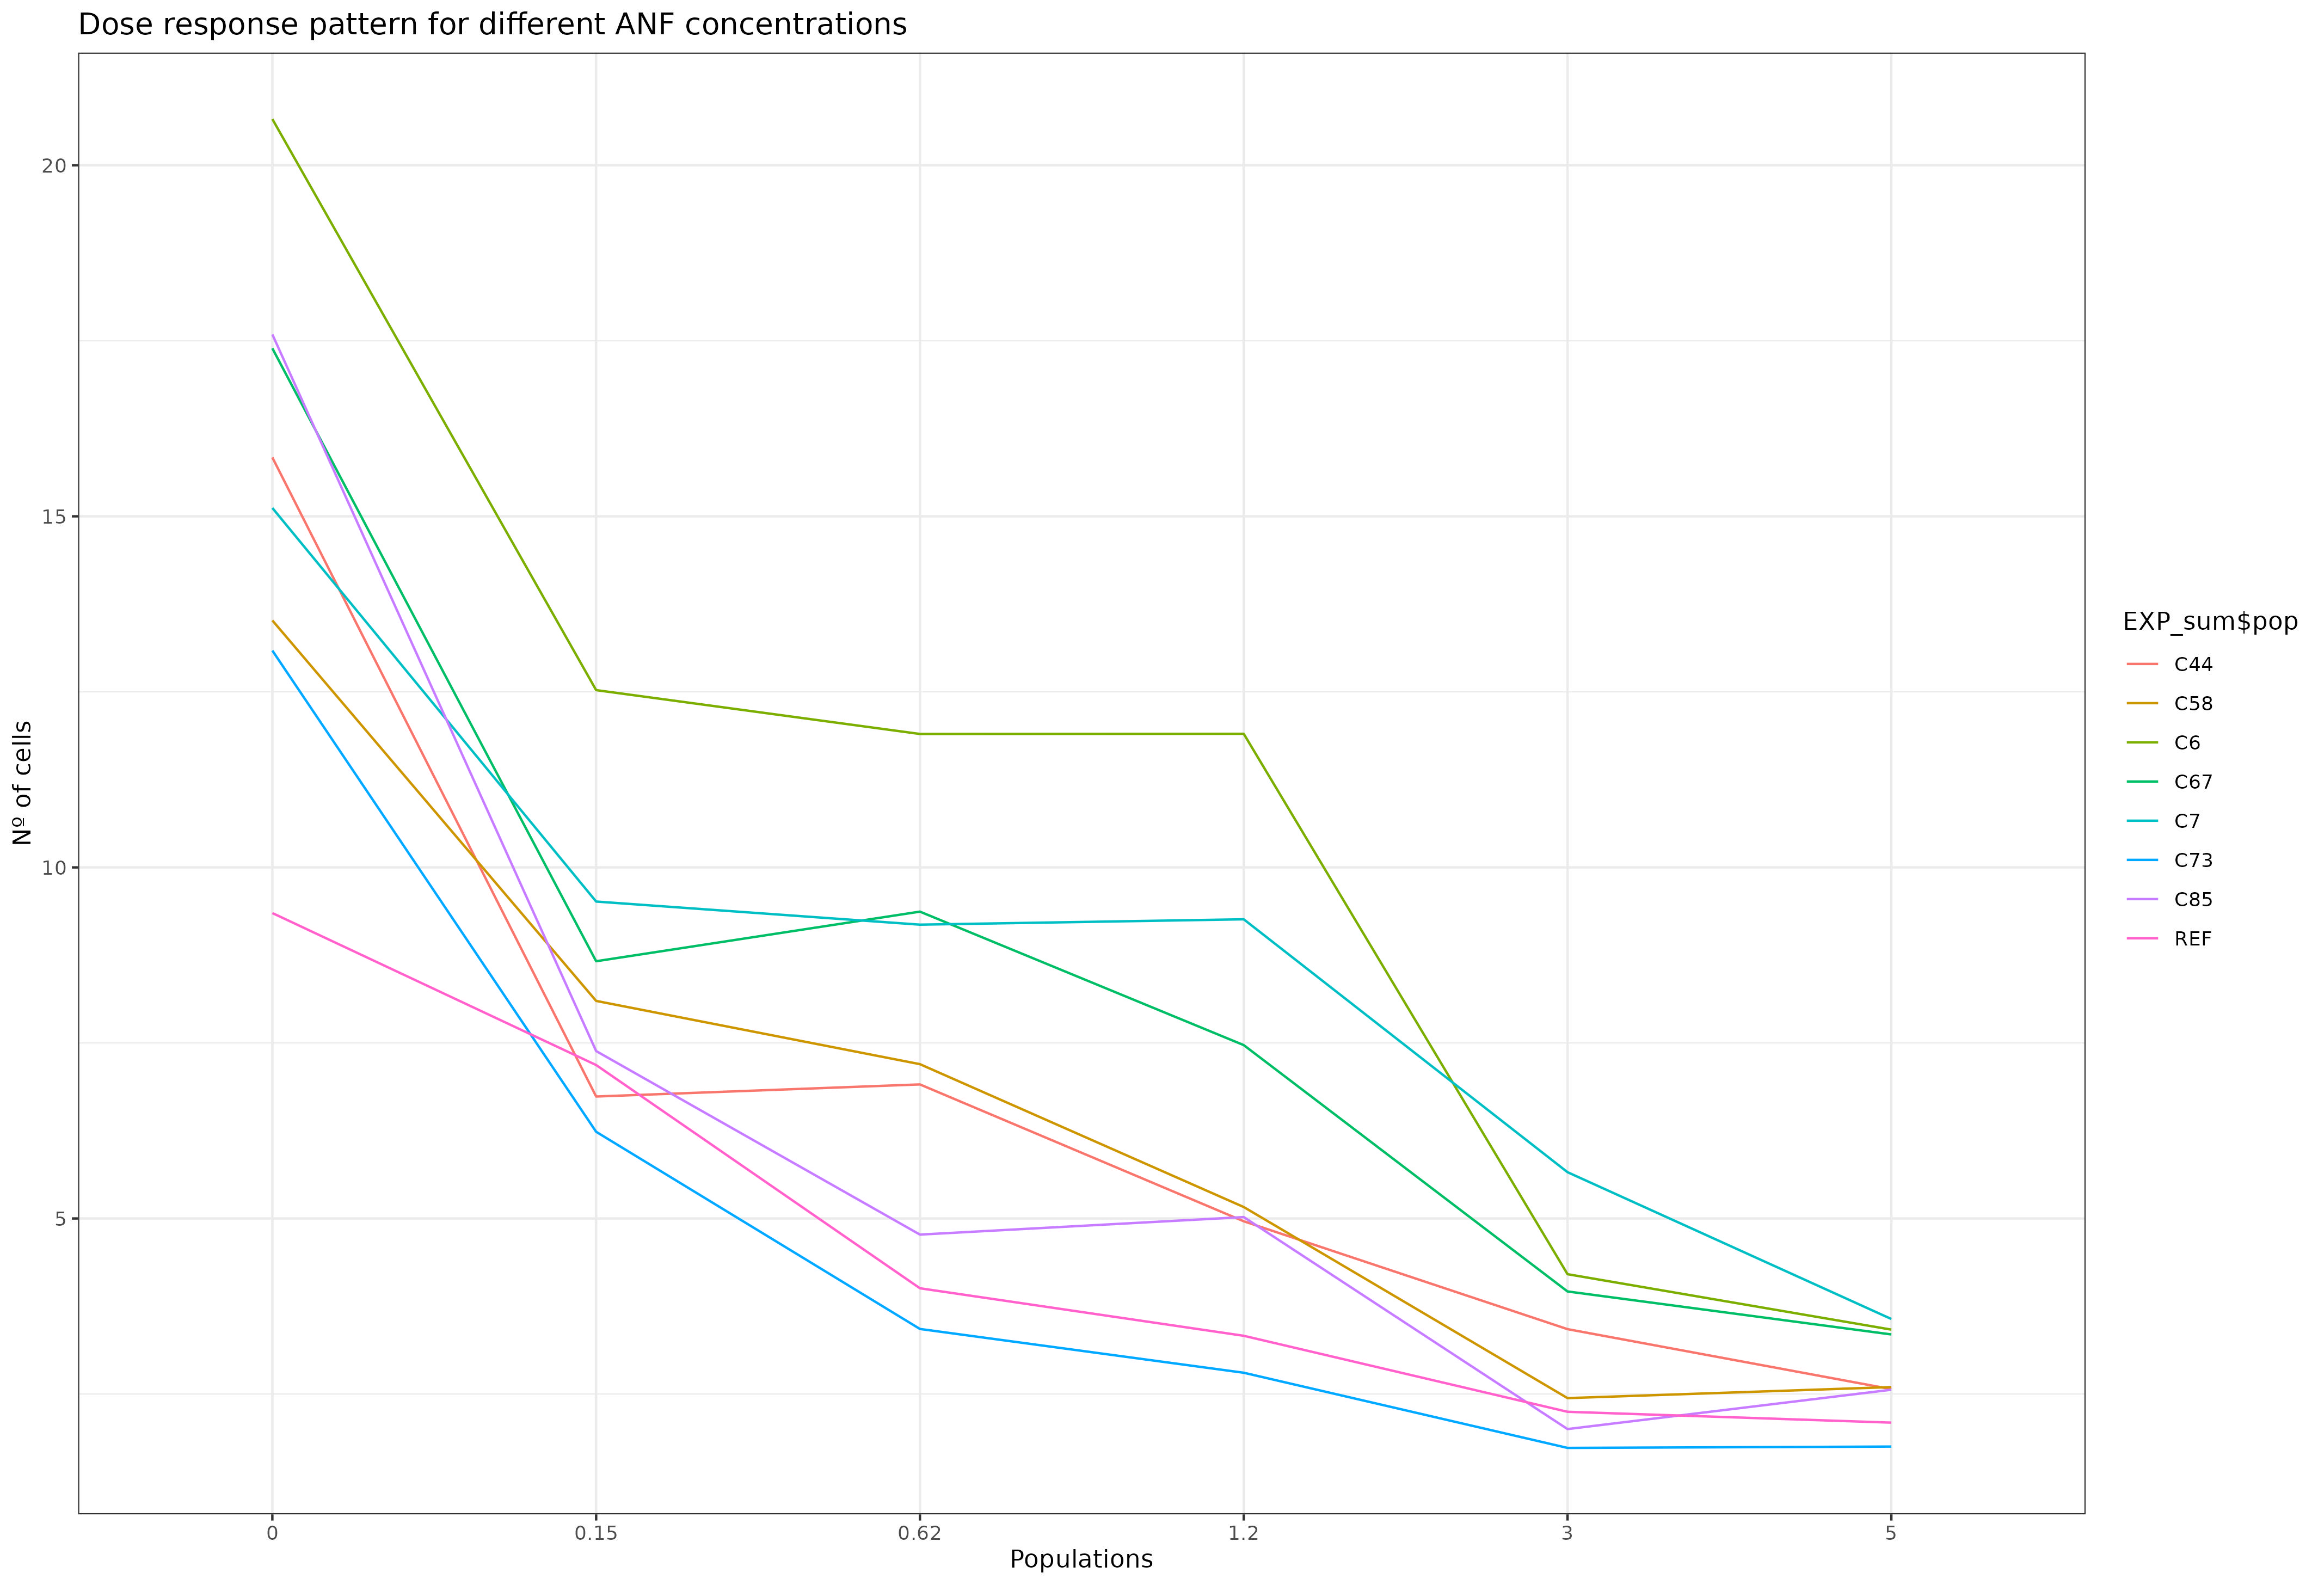 Dose response pattern for different ANF concentrations
20
15
10
5
Nº of cells
0 0.15 0.62 1.2 3 5
Populations
EXP_sum$pop
C44
C58
C6
C67
C7
C73
C85
REF